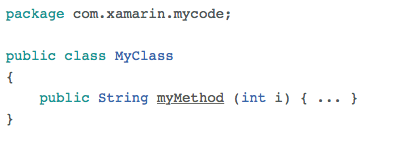 package com.xamarin.mycode;
public class MyClass
{
    public String myMethod (int i) { ... }
}